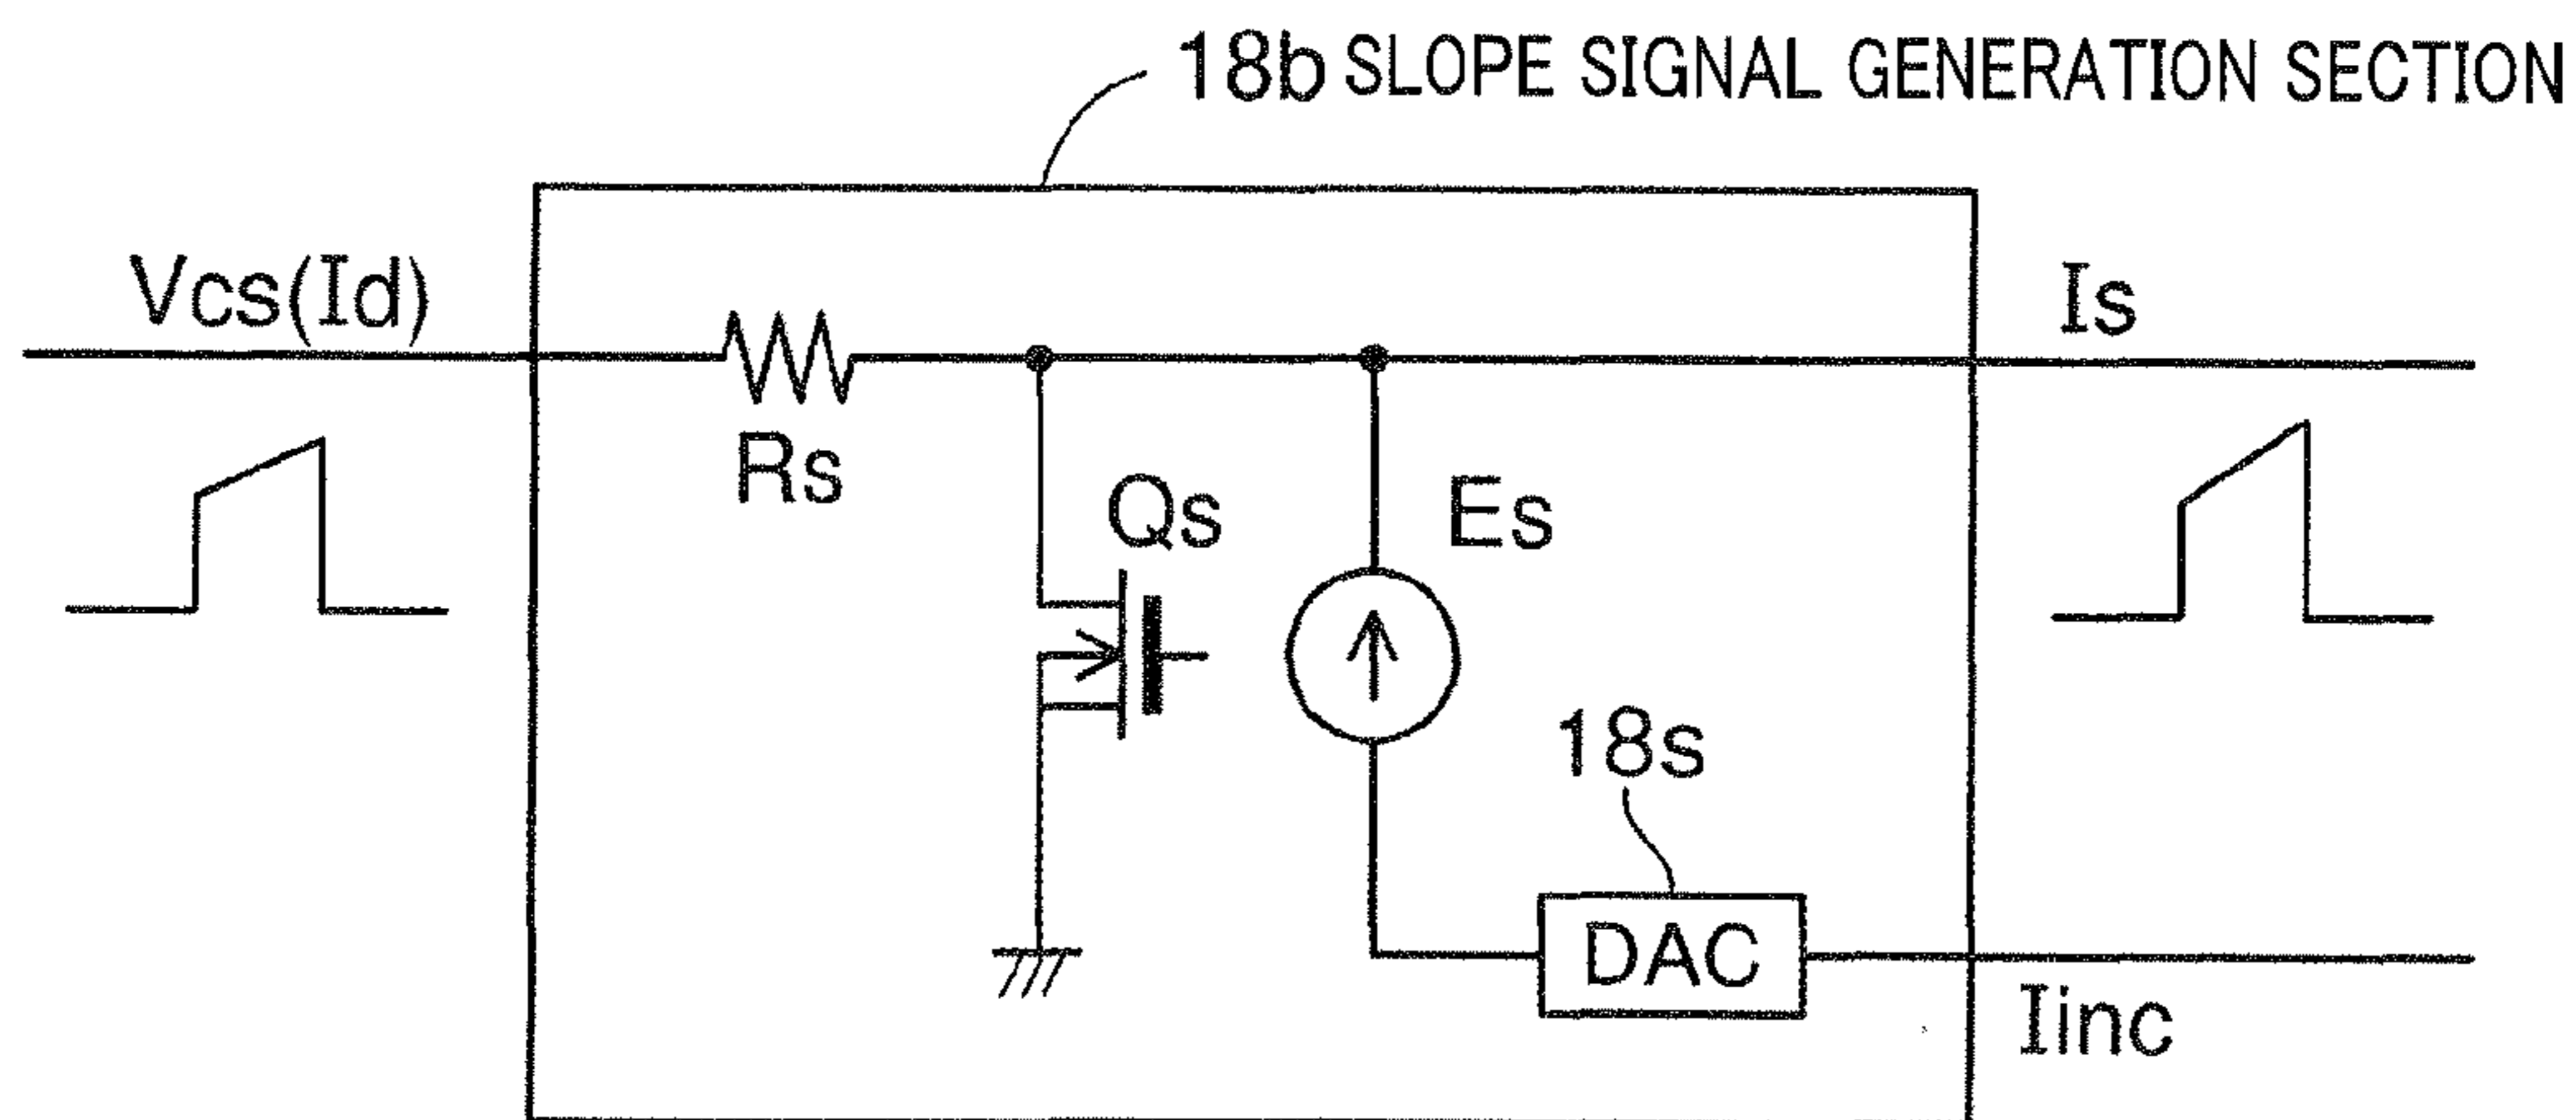 18b SLOPE SIGNAL GENERATION SECTION
Vcs(Id)
Is
Rs
Qs
Es
18s
DAC
Iinc